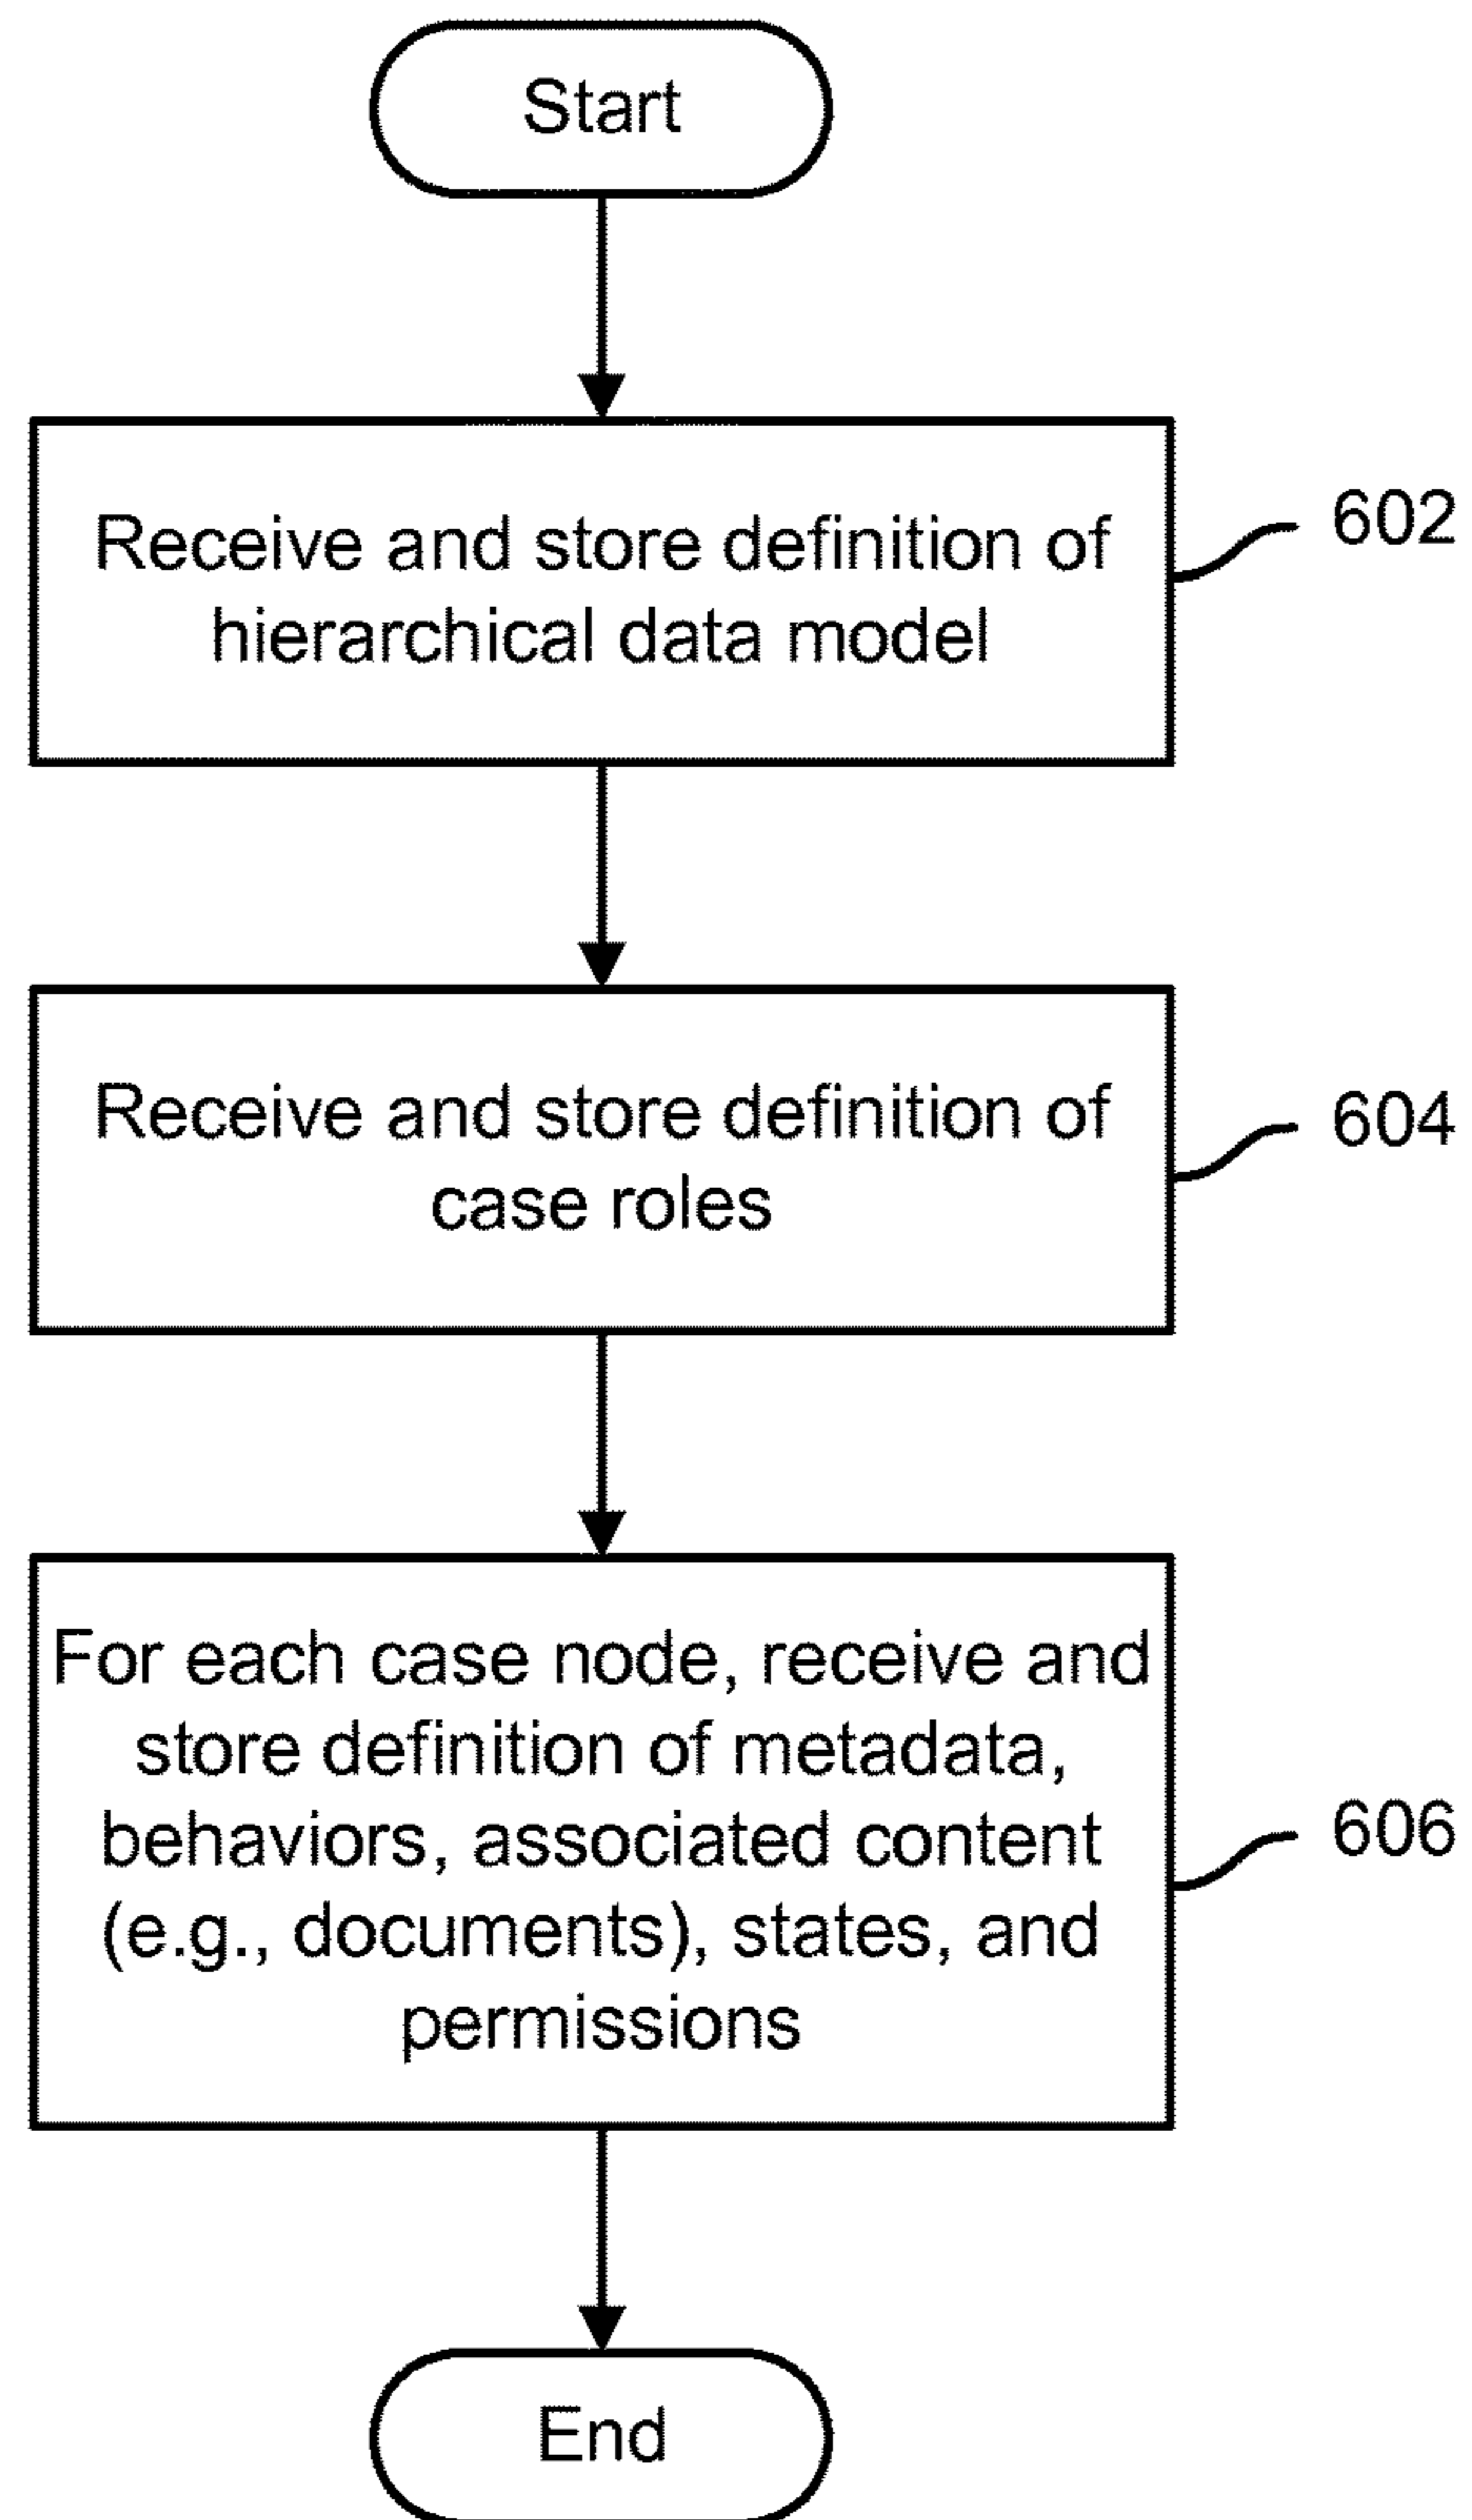 Start
Receive and store definition of
hierarchical data model
602
Receive and store definition of
case roles
604
For each case node, receive and
store definition of metadata,
behaviors, associated content
(e.g., documents), states, and
permissions
606
End